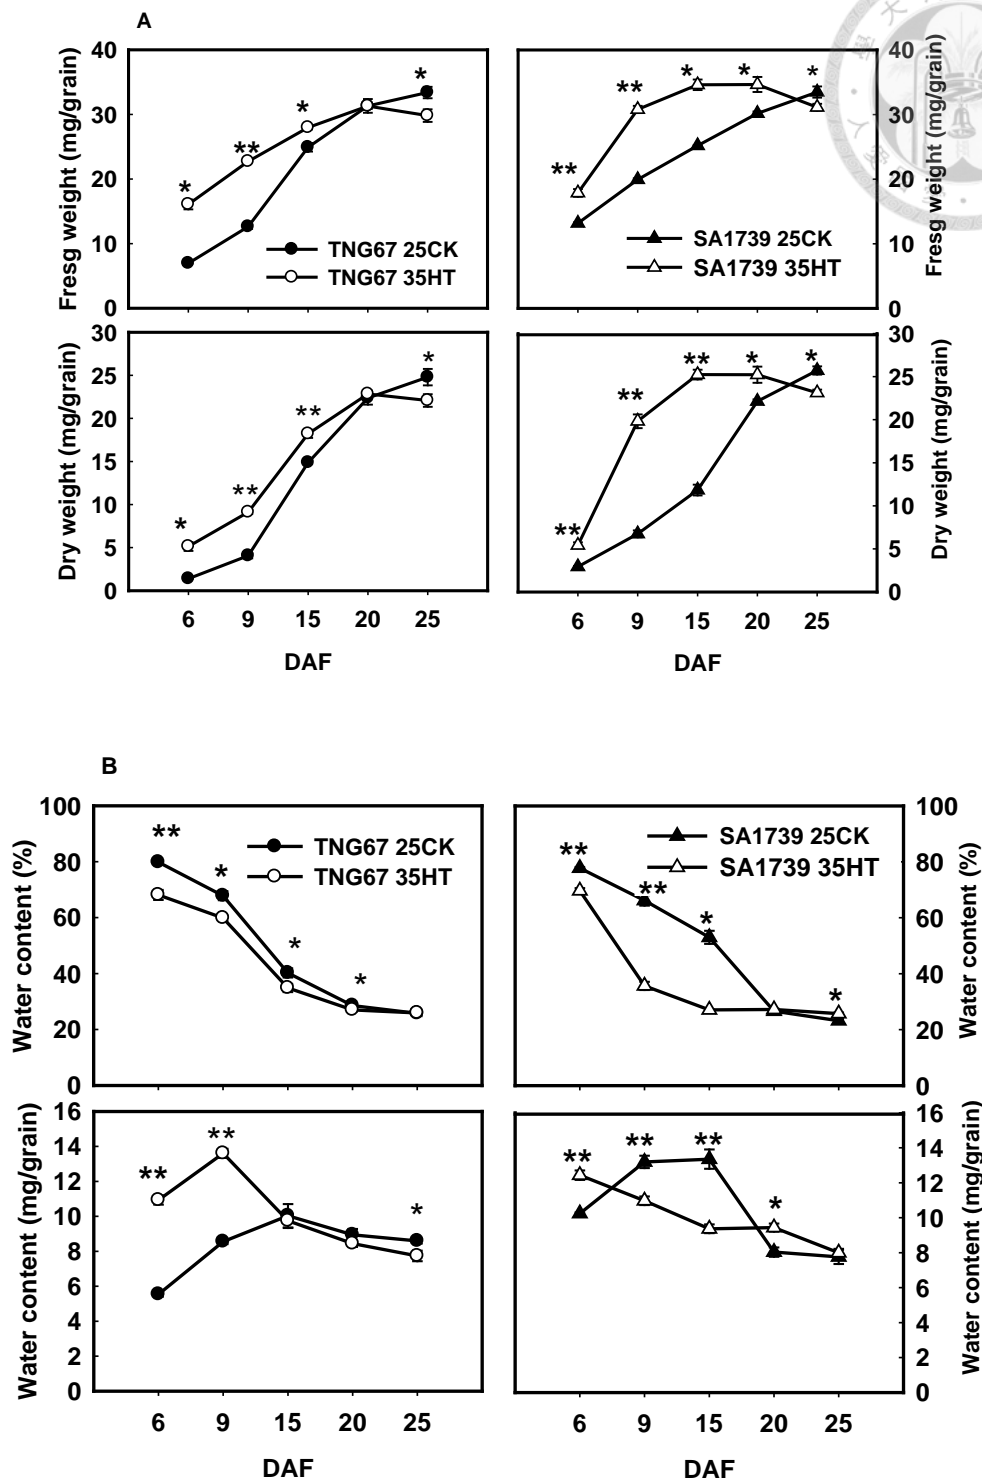 A
40
30
20
10
0
Fresg weight (mg/grain)
* ** * *
TNG67 25CK
TNG67 35HT
** ** * * *
SA1739 25CK
SA1739 35HT
40
30
20
10
0
Fresg weight (mg/grain)
30
25
20
15
10
5
0
Dry weight (mg/grain)
* ** ** *
6 9 15 20 25
DAF
** ** ** * *
30
25
20
15
10
5
0
Dry weight (mg/grain)
6 9 15 20 25
DAF
B
100
80
60
40
20
0
Water content (%)
** * * *
TNG67 25CK
TNG67 35HT
** ** * *
SA1739 25CK
SA1739 35HT
100
80
60
40
20
0
Water content (%)
16
14
12
10
8
6
4
2
0
Water content (mg/grain)
** ** *
6 9 15 20 25
DAF
** ** ** *
16
14
12
10
8
6
4
2
0
Water content (mg/grain)
6 9 15 20 25
DAF